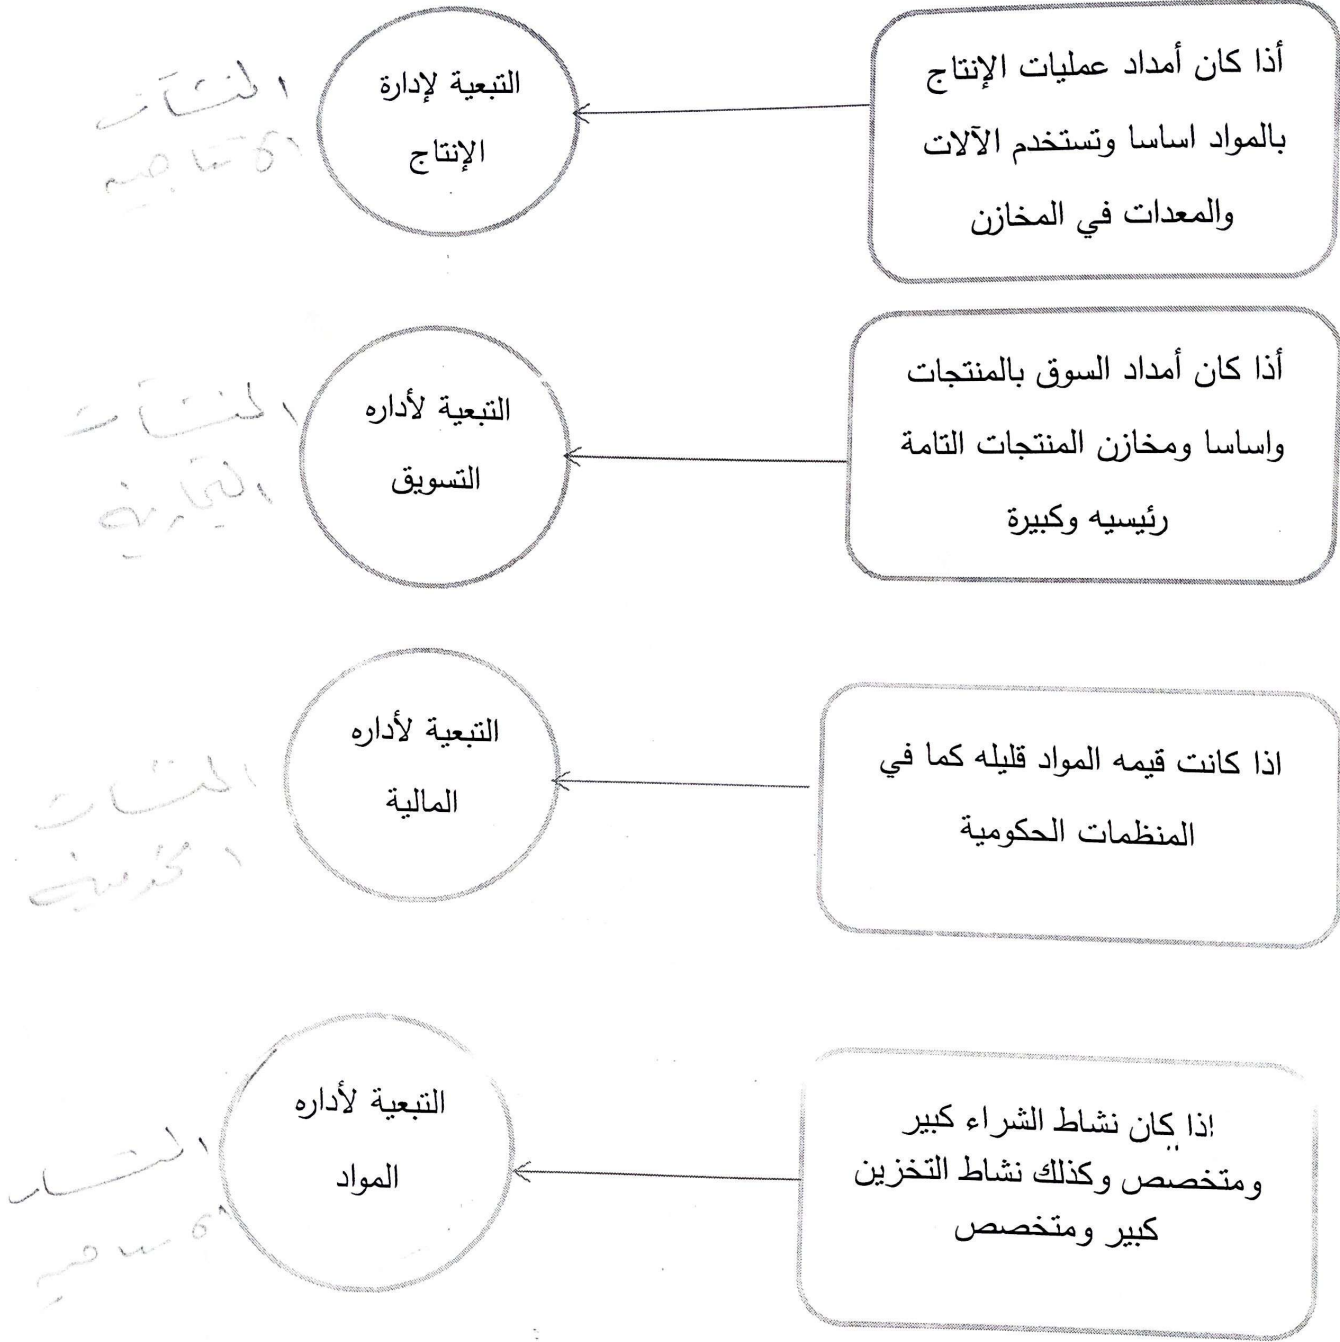 أذا كان أمداد عمليات الإنتاج
بالمواد اساسا وتستخدم الآلات
والمعدات في المخازن
التبعية لإدارة
الإنتاج
المنشآت
الانتاجيه
أذا كان أمداد السوق بالمنتجات
واساسا ومخازن المنتجات التامة
رئيسيه وكبيرة
التبعية لأداره
التسويق
المنشآت
التجارية
اذا كانت قيمه المواد قليله كما في
المنظمات الحكومية
التبعية لأداره
المالية
المنشات
الخدمية
اذا كان نشاط الشراء كبير
ومتخصص وكذلك نشاط التخزين
كبير ومتخصص
التبعية لأداره
المواد